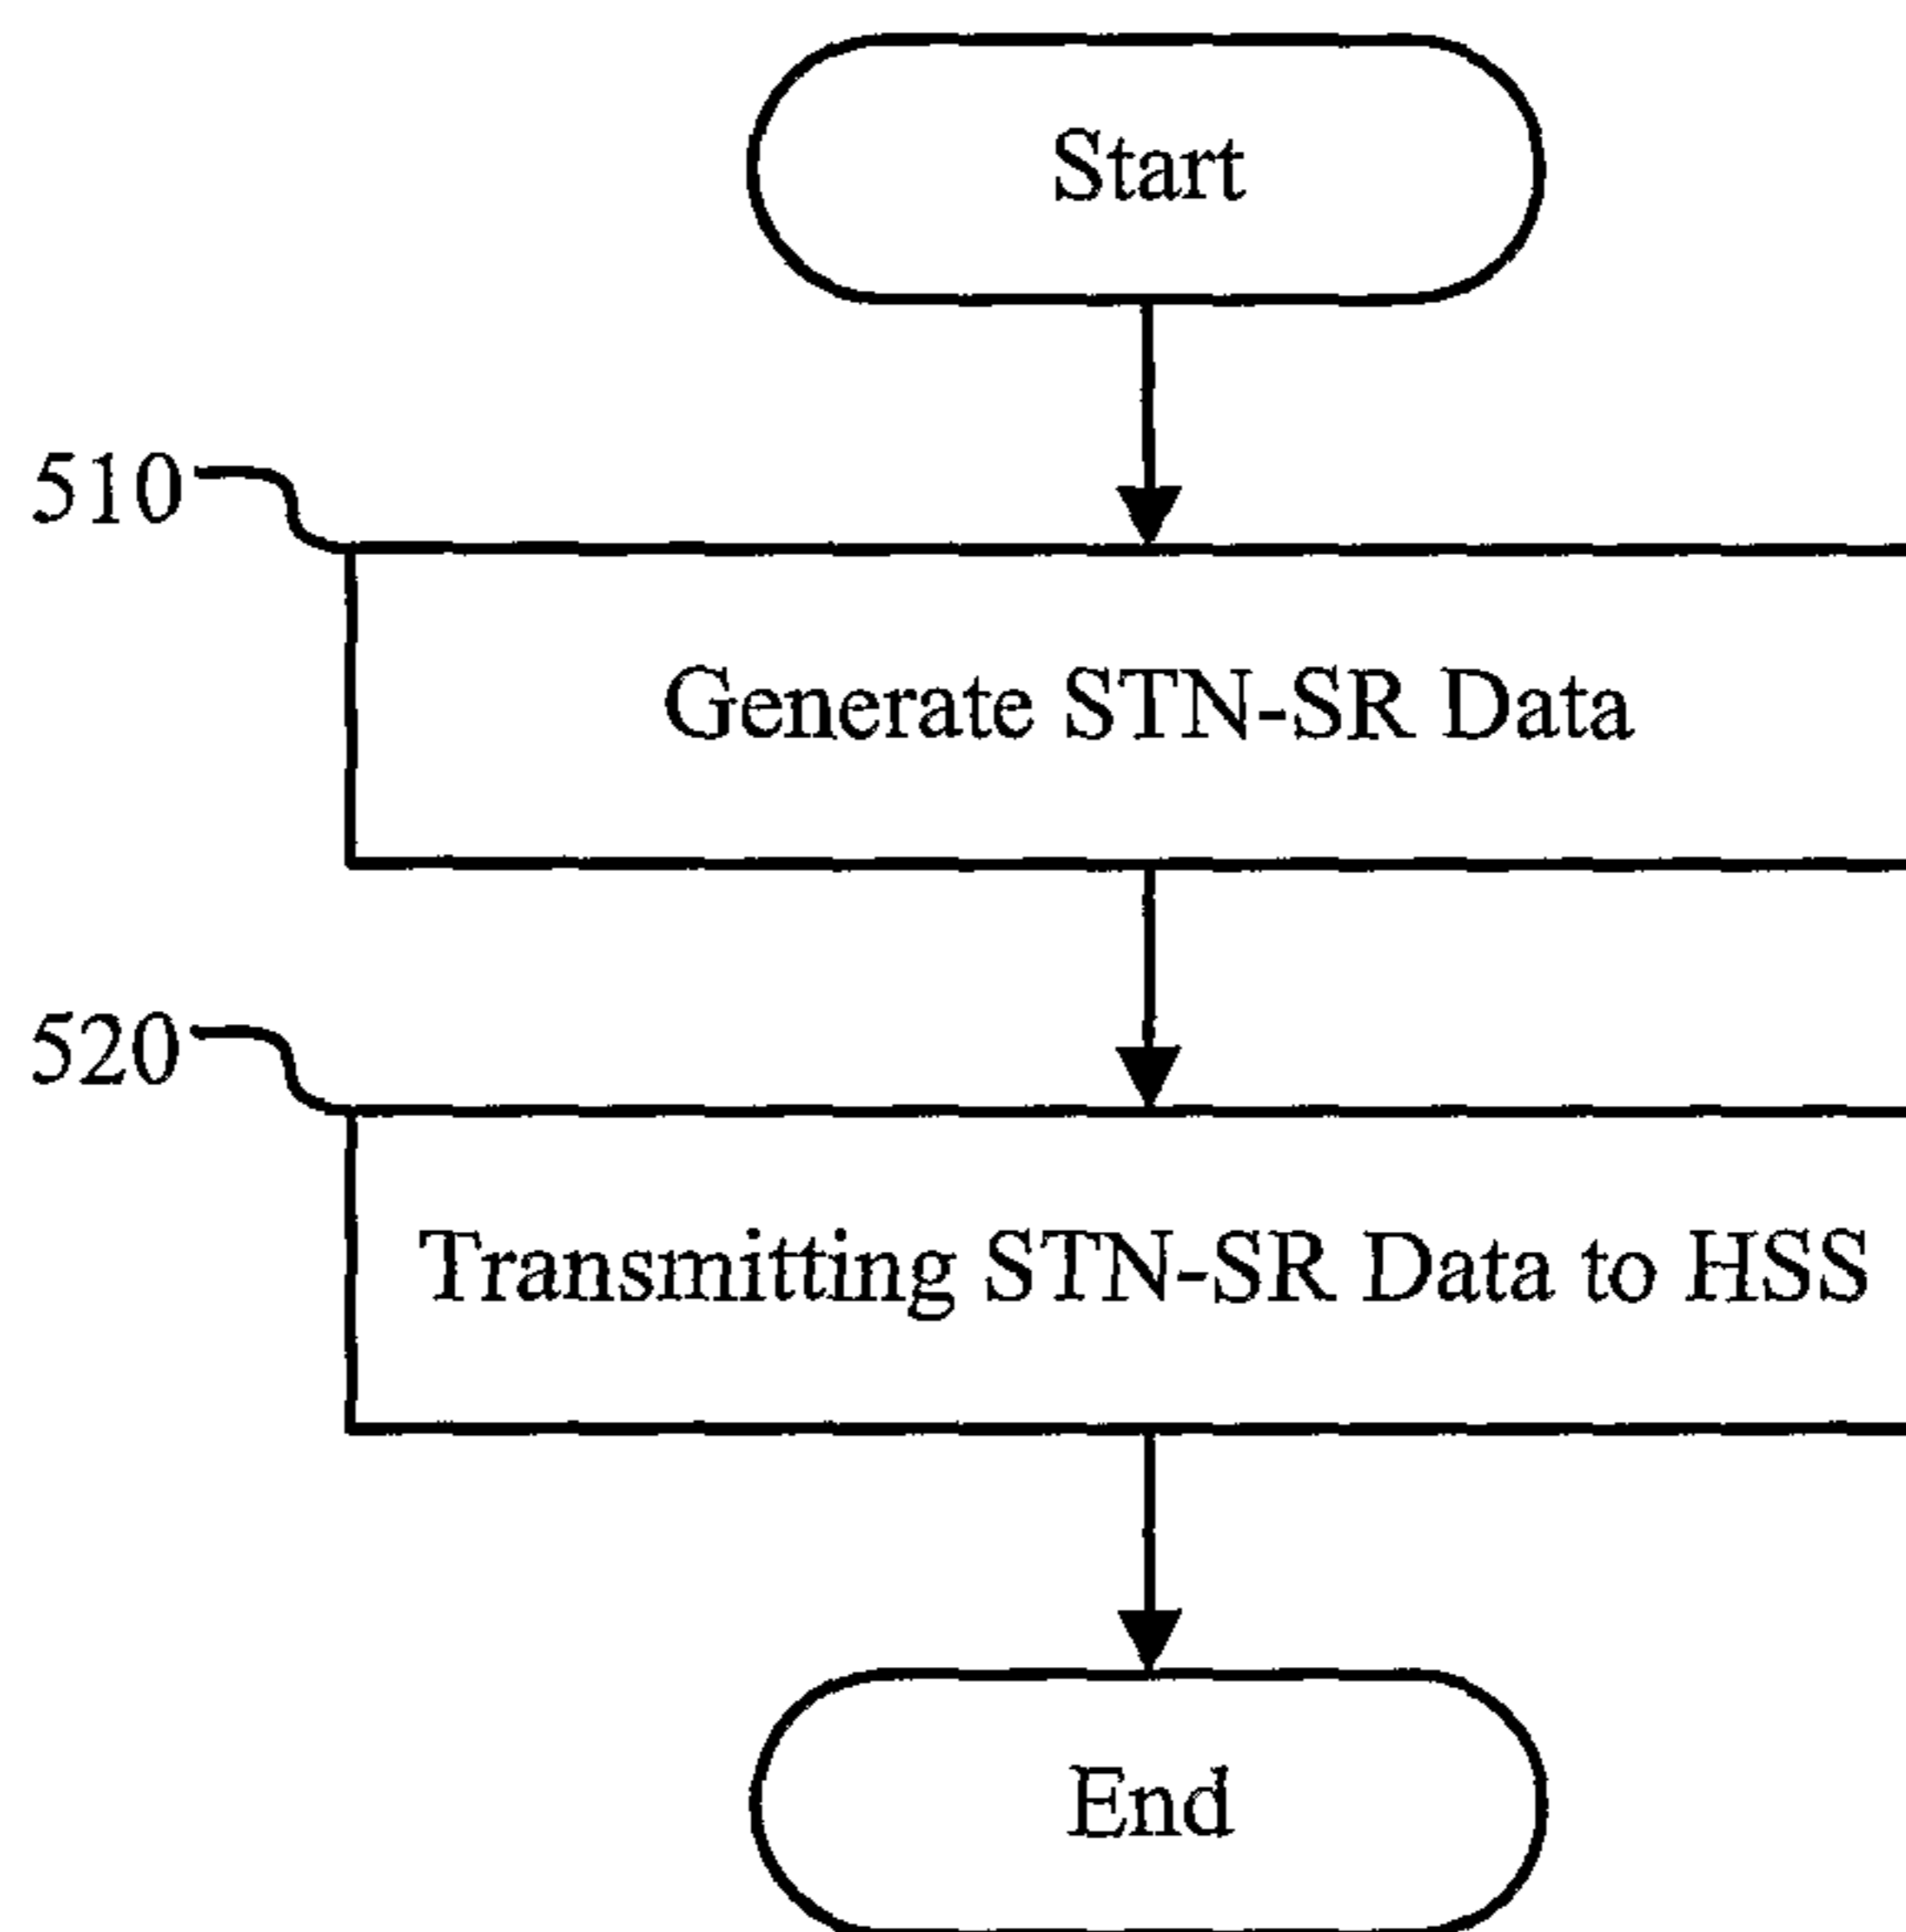 Start
510
Generate STN-SR Data
520
Transmitting STN-SR Data to HSS
End